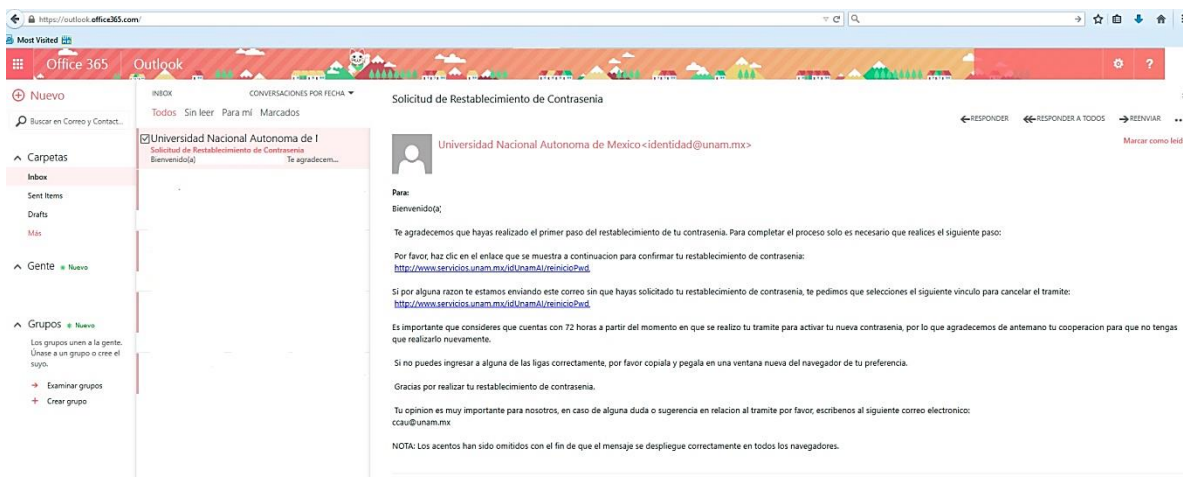 https://outlook.office365.com/
Most Visited
Office 365 Outlook
Nuevo
Buscar en Correo y Contact...
Carpetas
Inbox
Sent Items
Drafts
Más
Gente Nuevo
Grupos Nuevo
Los grupos unen a la gente.
Únase a un grupo o cree el
suyo.
Examinar grupos
Crear grupo
INBOX CONVERSACIONES POR FECHA
Todos Sin leer Para mí Marcados
Universidad Nacional Autonoma de
Solicitud de Restablecimiento de Contrasenia
Bienvenido(a) Te agradecem...
Solicitud de Restablecimiento de Contrasenia
RESPONDER RESPONDER A TODOS REENVIAR
Marcar como leíd
Universidad Nacional Autonoma de Mexico<identidad@unam.mx>
Para:
Bienvenido(a)
Te agradecemos que hayas realizado el primer paso del restablecimiento de tu contrasenia. Para completar el proceso solo es necesario que realices el siguiente paso:
Por favor, haz clic en el enlace que se muestra a continuacion para confirmar tu restablecimiento de contrasenia:
http://www.servicios.unam.mx/idUnamAI/reinicioPwd.
Si por alguna razon te estamos enviando este correo sin que hayas solicitado tu restablecimiento de contrasenia, te pedimos que selecciones el siguiente vinculo para cancelar el tramite:
http://www.servicios.unam.mx/idUnamAI/reinicioPwd.
Es importante que consideres que cuentas con 72 horas a partir del momento en que se realizo tu tramite para activar tu nueva contrasenia, por lo que agradecemos de antemano tu cooperacion para que no tengas
que realizarlo nuevamente.
Si no puedes ingresar a alguna de las ligas correctamente, por favor copiala y pegala en una ventana nueva del navegador de tu preferencia.
Gracias por realizar tu restablecimiento de contrasenia.
Tu opinion es muy importante para nosotros, en caso de alguna duda o sugerencia en relacion al tramite por favor, escribenos al siguiente correo electronico:
ccau@unam.mx
NOTA: Los acentos han sido omitidos con el fin de que el mensaje se despliegue correctamente en todos los navegadores.